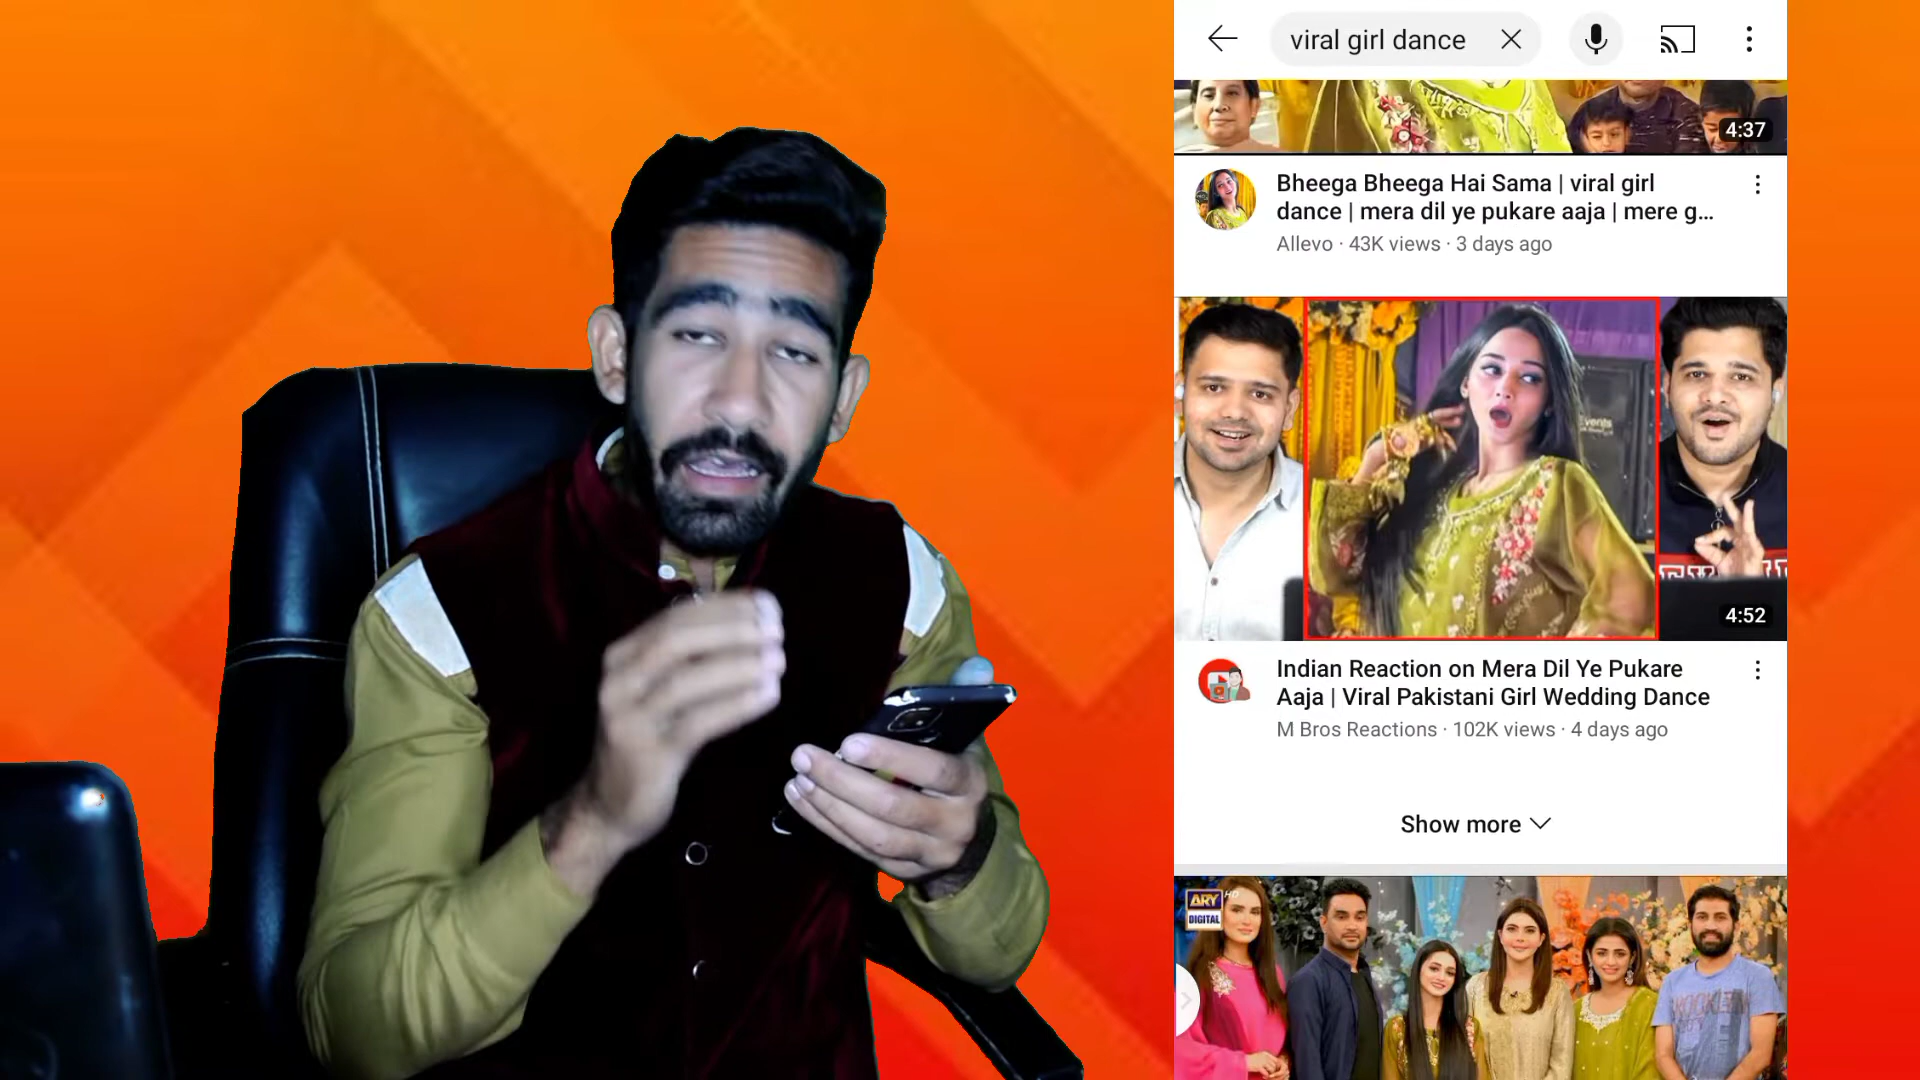 viral girl dance
4:37
Bheega Bheega Hai Sama | viral girl
dance | mera dil ye pukare aaja | mere g...
Allevo · 43K views · 3 days ago
4:52
Indian Reaction on Mera Dil Ye Pukare
Aaja | Viral Pakistani Girl Wedding Dance
M Bros Reactions · 102K views · 4 days ago
Show more
ARY HD
DIGITAL